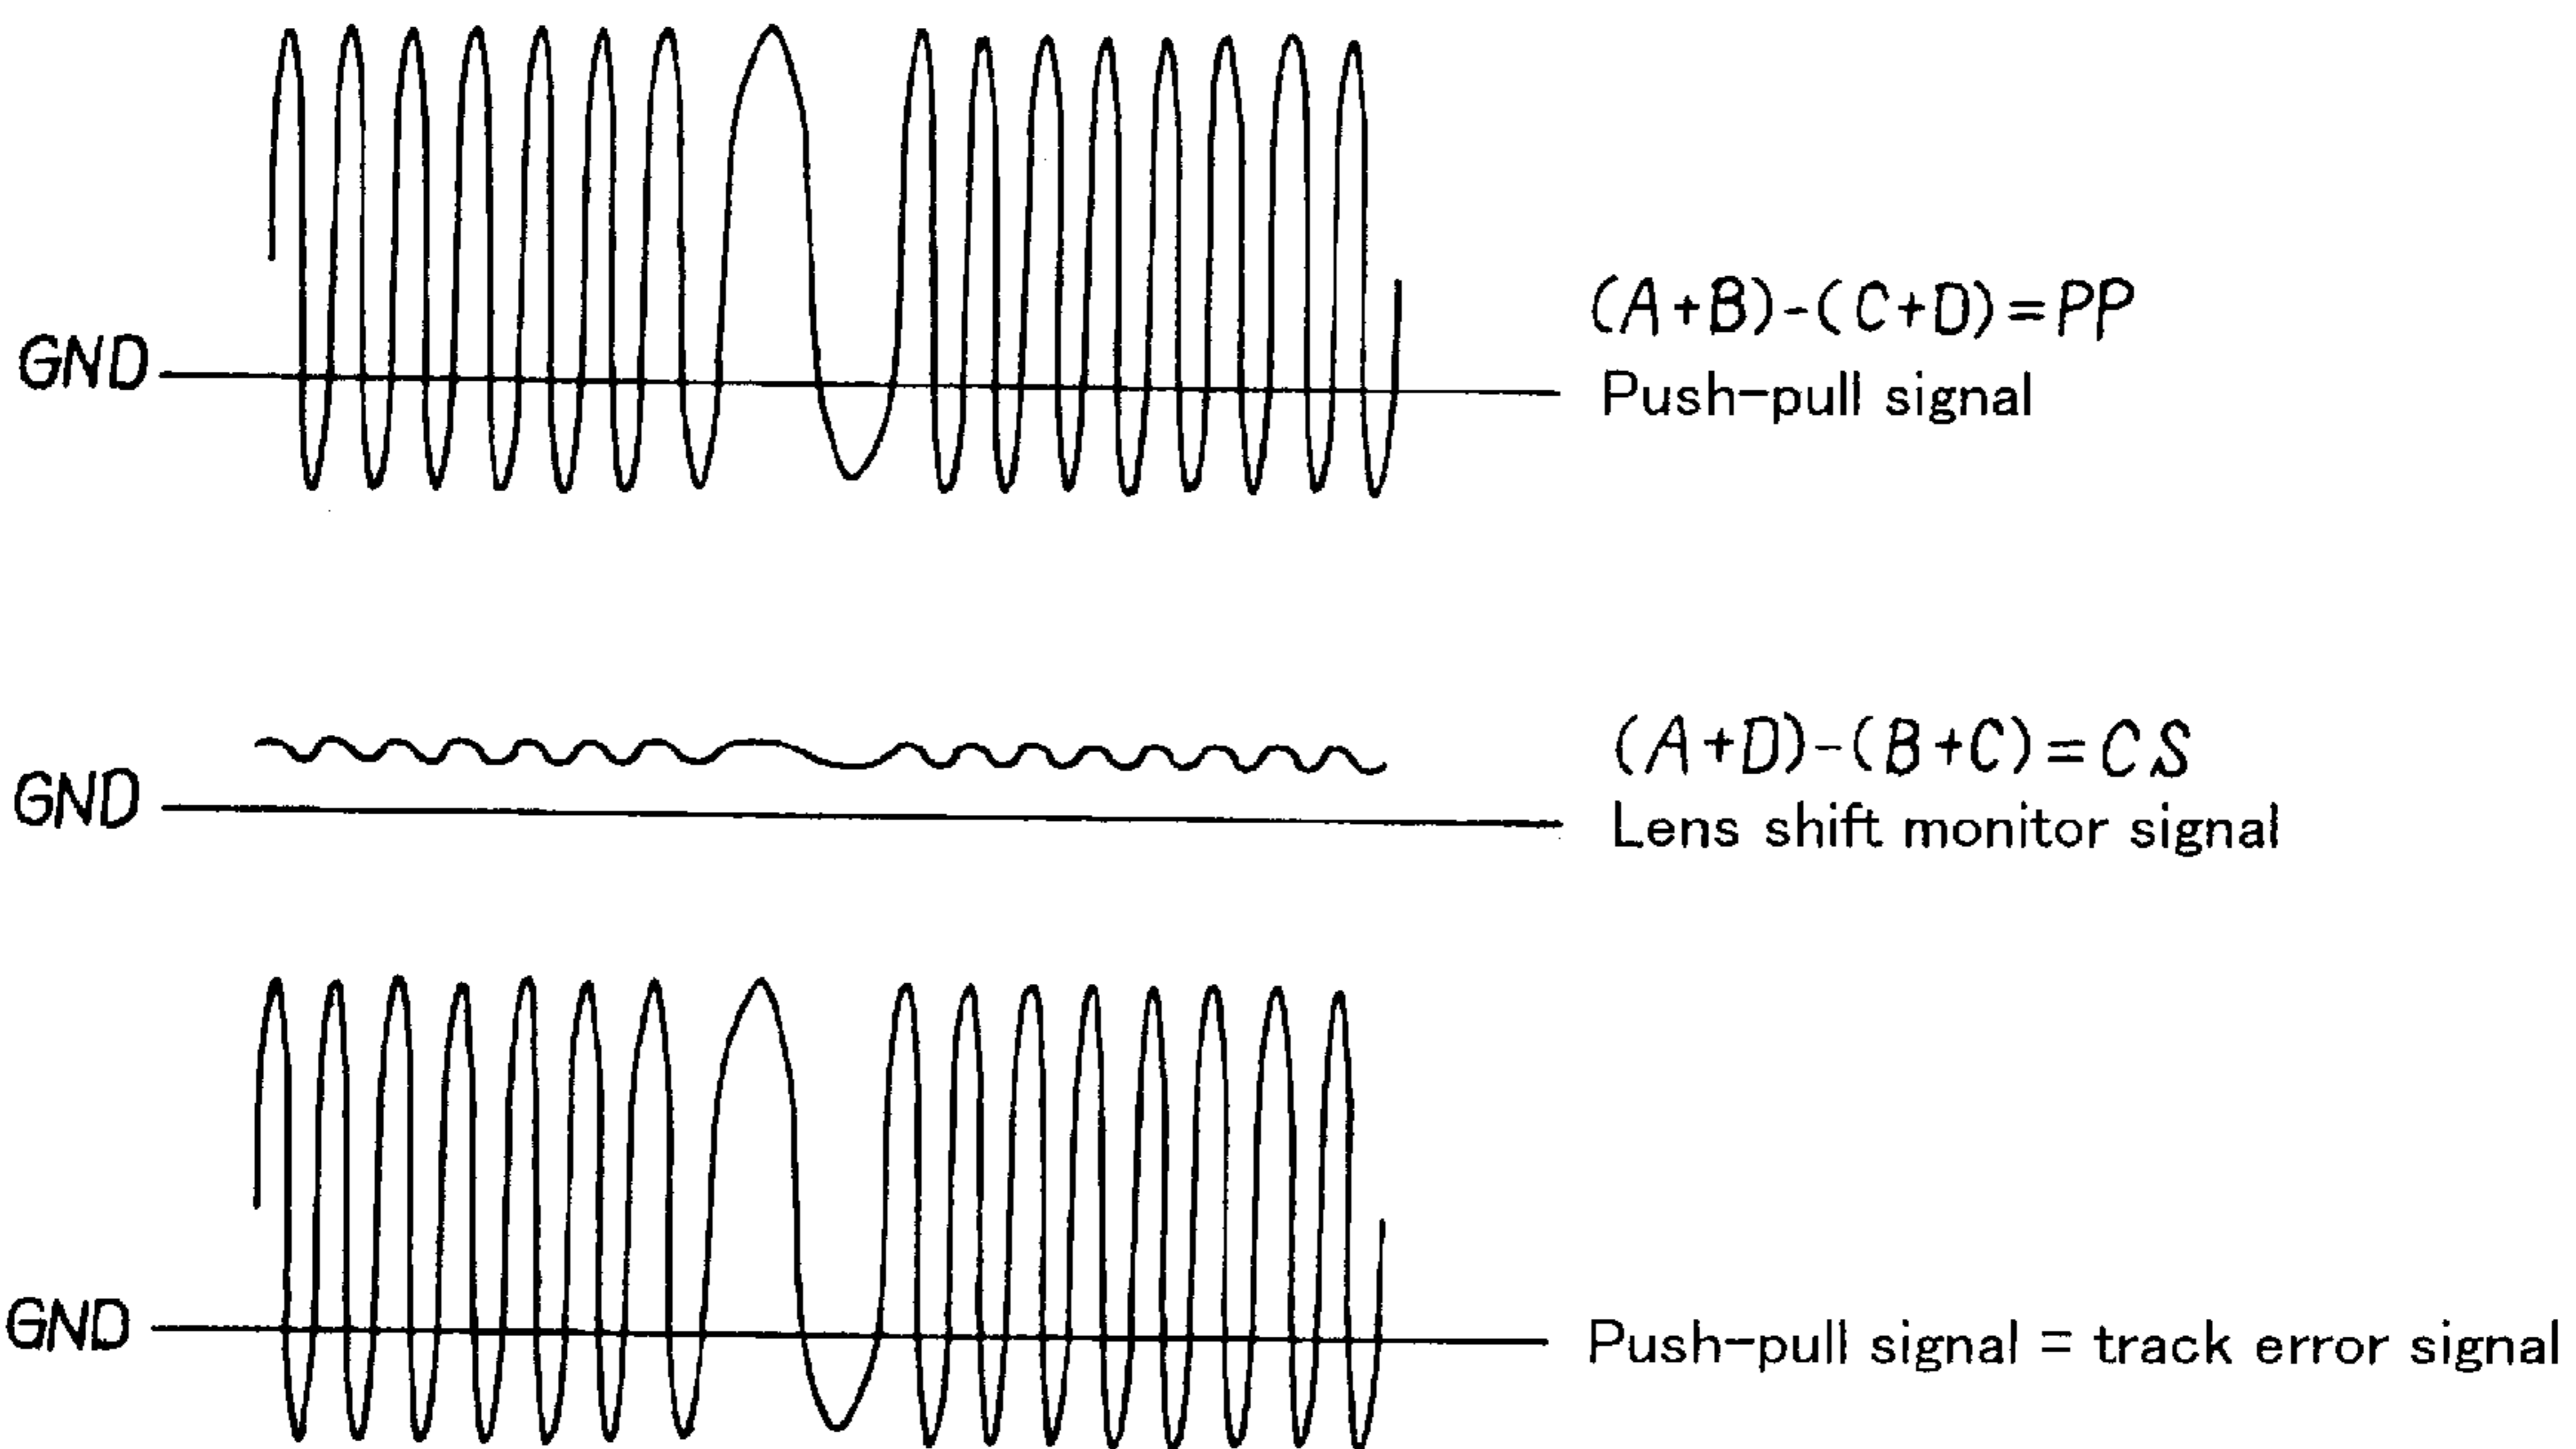 (A+B)-(C+D)=PP
GND
Push-pull signal
(A+D)-(B+C)=CS
GND
Lens shift monitor signal
GND
Push-pull signal = track error signal